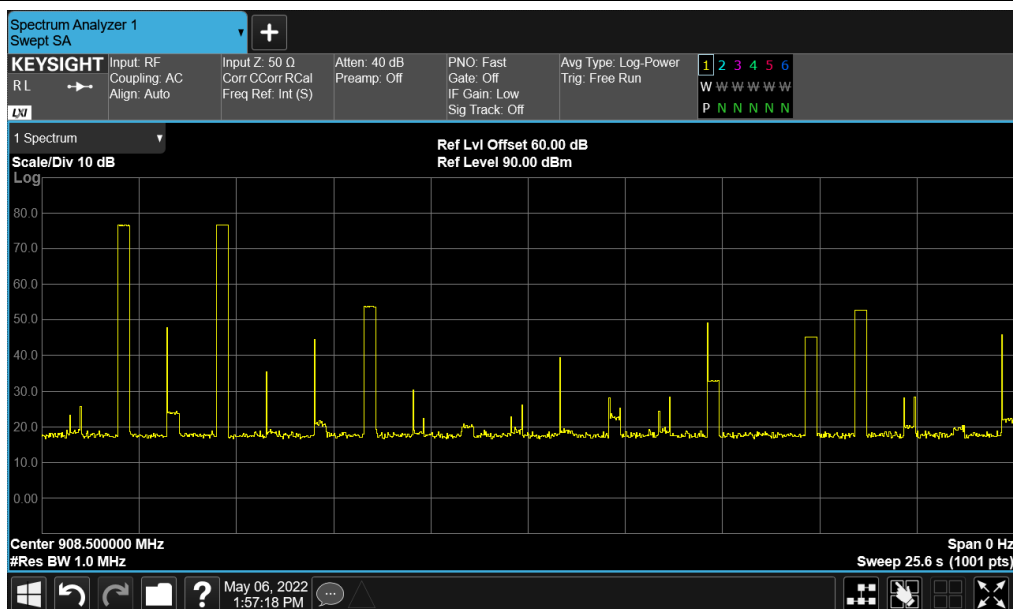 Spectrum Analyzer 1
Swept SA
+
KEYSIGHT
R L
LXI
Input: RF
Coupling: AC
Align: Auto
Input Z: 50 Ω
Corr CCorr RCal
Freq Ref: Int (S)
Atten: 40 dB
Preamp: Off
PNO: Fast
Gate: Off
IF Gain: Low
Sig Track: Off
Avg Type: Log-Power
Trig: Free Run
1 2 3 4 5 6
W W W W W W
P N N N N N
1 Spectrum
Scale/Div 10 dB
Ref Lvl Offset 60.00 dB
Ref Level 90.00 dBm
Log
80.0
70.0
60.0
50.0
40.0
30.0
20.0
10.0
0.00
Center 908.500000 MHz
#Res BW 1.0 MHz
Span 0 Hz
Sweep 25.6 s (1001 pts)
?
May 06, 2022
1:57:18 PM